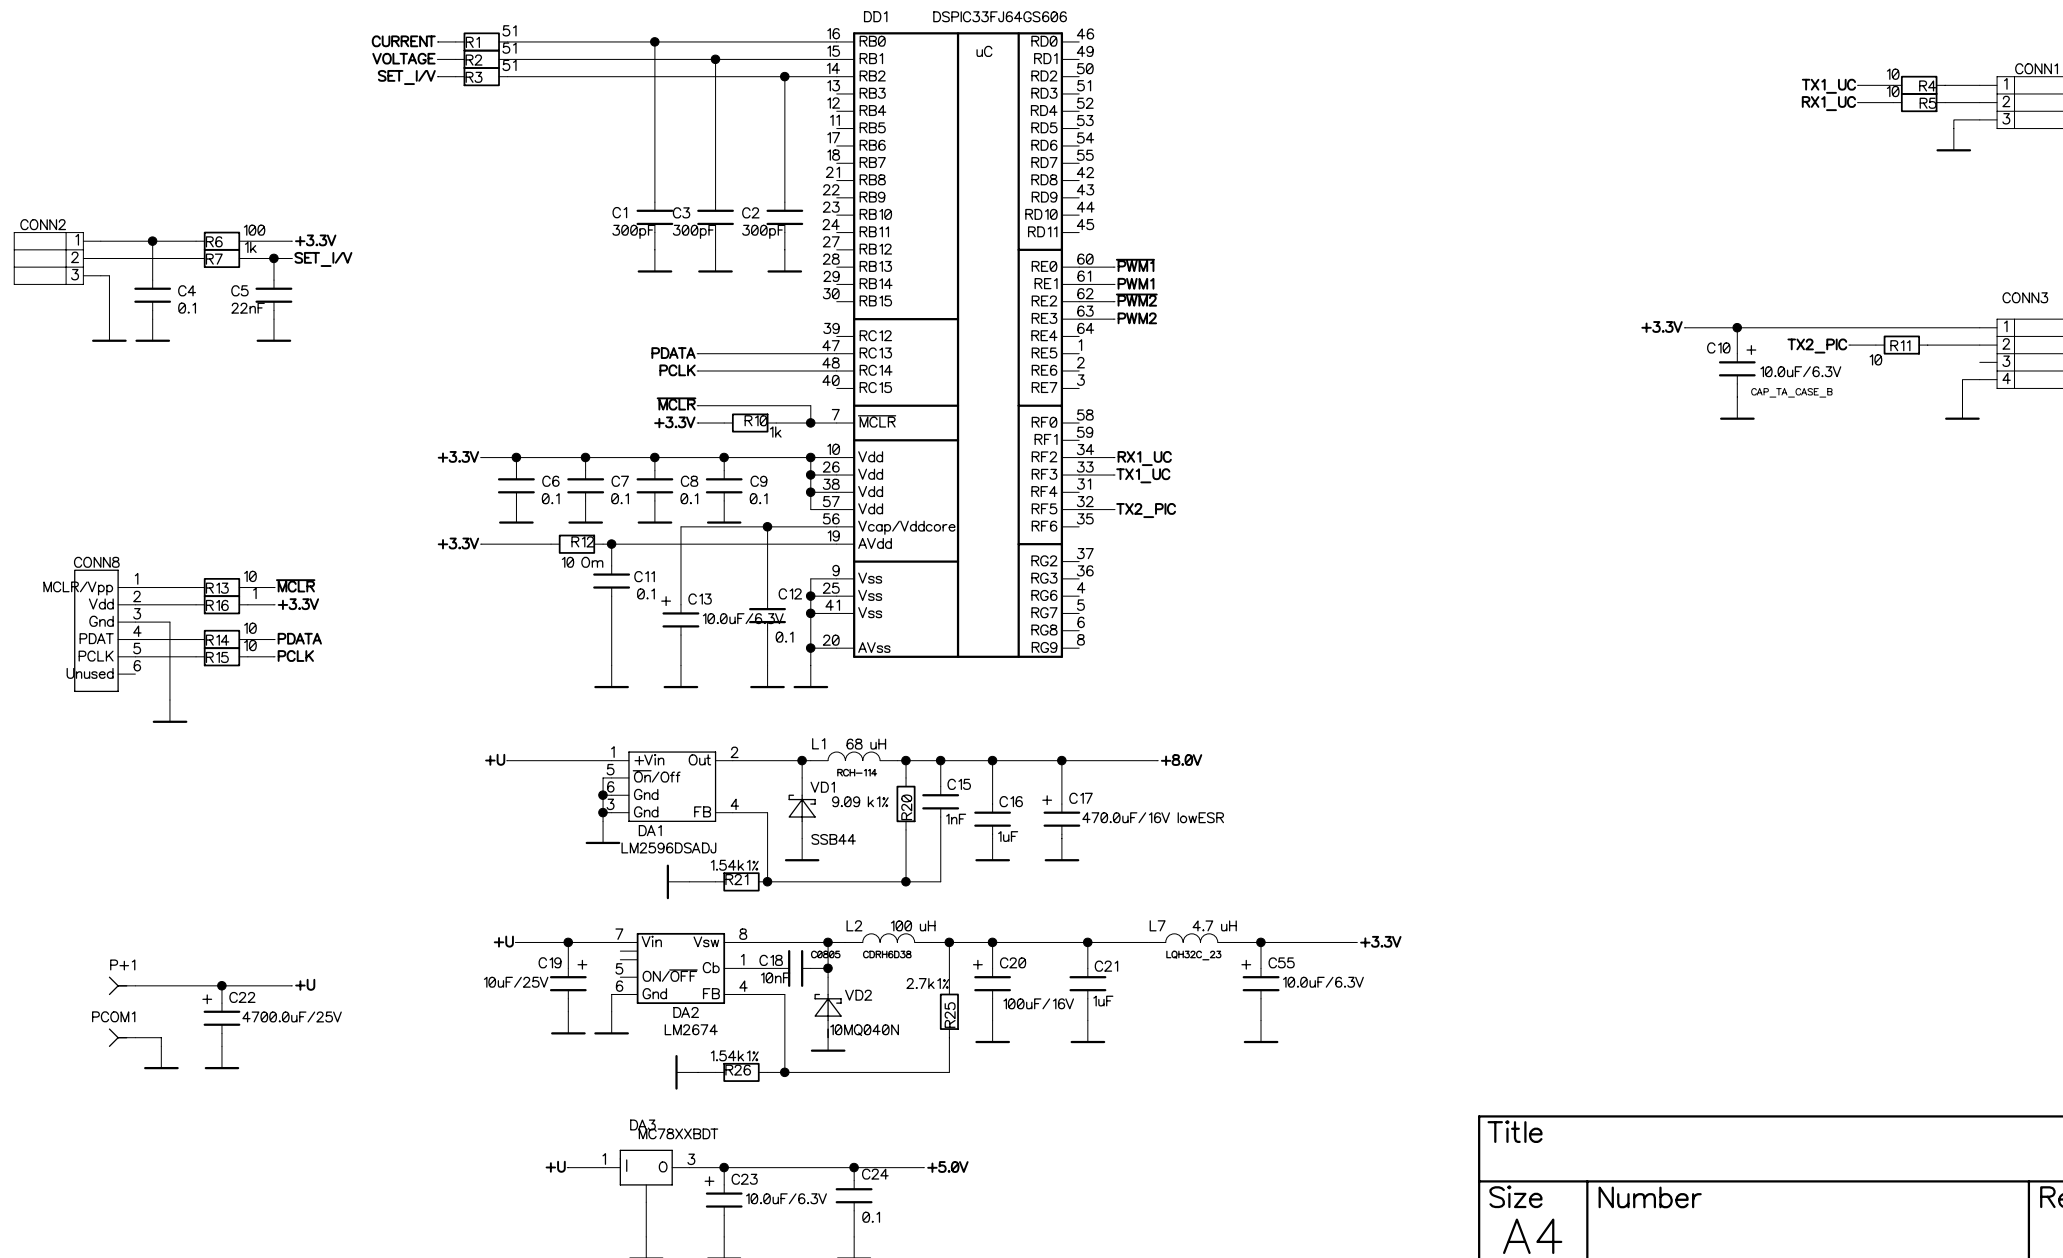 DD1 DSPIC33FJ64GS606
uC
CURRENT R1 51 16 RB0
VOLTAGE R2 51 15 RB1
SET_I/V R3 51 14 RB2
13 RB3
12 RB4
11 RB5
17 RB6
18 RB7
21 RB8
22 RB9
23 RB10
24 RB11
27 RB12
28 RB13
29 RB14
30 RB15
C1 300pF
C3 300pF
C2 300pF
39 RC12
PDATA 47 RC13
PCLK 48 RC14
40 RC15
MCLR
+3.3V R10 1k 7 MCLR
+3.3V 10 Vdd
26 Vdd
38 Vdd
57 Vdd
56 Vcap/Vddcore
+3.3V R12 10 Om 19 AVdd
C6 0.1
C7 0.1
C8 0.1
C9 0.1
9 Vss
25 Vss
41 Vss
20 AVss
C11 0.1
+ C13 10.0uF/6.3V
C12 0.1
RD0 46
RD1 49
RD2 50
RD3 51
RD4 52
RD5 53
RD6 54
RD7 55
RD8 42
RD9 43
RD10 44
RD11 45
RE0 60 PWM1
RE1 61 PWM1
RE2 62 PWM2
RE3 63 PWM2
RE4 64
RE5 1
RE6 2
RE7 3
RF0 58
RF1 59
RF2 34 RX1_UC
RF3 33 TX1_UC
RF4 31
RF5 32 TX2_PIC
RF6 35
RG2 37
RG3 36
RG6 4
RG7 5
RG8 6
RG9 8
CONN1
TX1_UC 10 R4 1
RX1_UC 10 R5 2
3
CONN2
1 R6 100 +3.3V
2 R7 1k SET_I/V
3
C4 0.1
C5 22nF
CONN3
+3.3V 1
TX2_PIC 10 R11 2
3
4
C10 + 10.0uF/6.3V
CAP_TA_CASE_B
CONN8
MCLR/Vpp 1 R13 10 MCLR
Vdd 2 R16 1 +3.3V
Gnd 3
PDAT 4 R14 10 PDATA
PCLK 5 R15 10 PCLK
Unused 6
+U 1 +Vin Out 2
5 On/Off
6 Gnd
3 Gnd FB 4
DA1
LM2596DSADJ
L1 68 uH
RCH-114
+8.0V
VD1
SSB44
9.09 k1% R20
C15 1nF
C16 1uF
+ C17 470.0uF/16V lowESR
1.54k1%
R21
+U 7 Vin Vsw 8
Cb 1
5 ON/OFF
6 Gnd FB 4
DA2
LM2674
C19 + 10uF/25V
C18 10nF
C0805
L2 100 uH
CDRH6D38
VD2
10MQ040N
2.7k1% R25
+ C20 100uF/16V
C21 1uF
L7 4.7 uH
LQH32C_23
+3.3V
+ C55 10.0uF/6.3V
1.54k1%
R26
P+1
+U
+ C22 4700.0uF/25V
PCOM1
DA3
MC78XXBDT
+U 1 I O 3 +5.0V
+ C23 10.0uF/6.3V
C24 0.1
Title
Size Number
A4